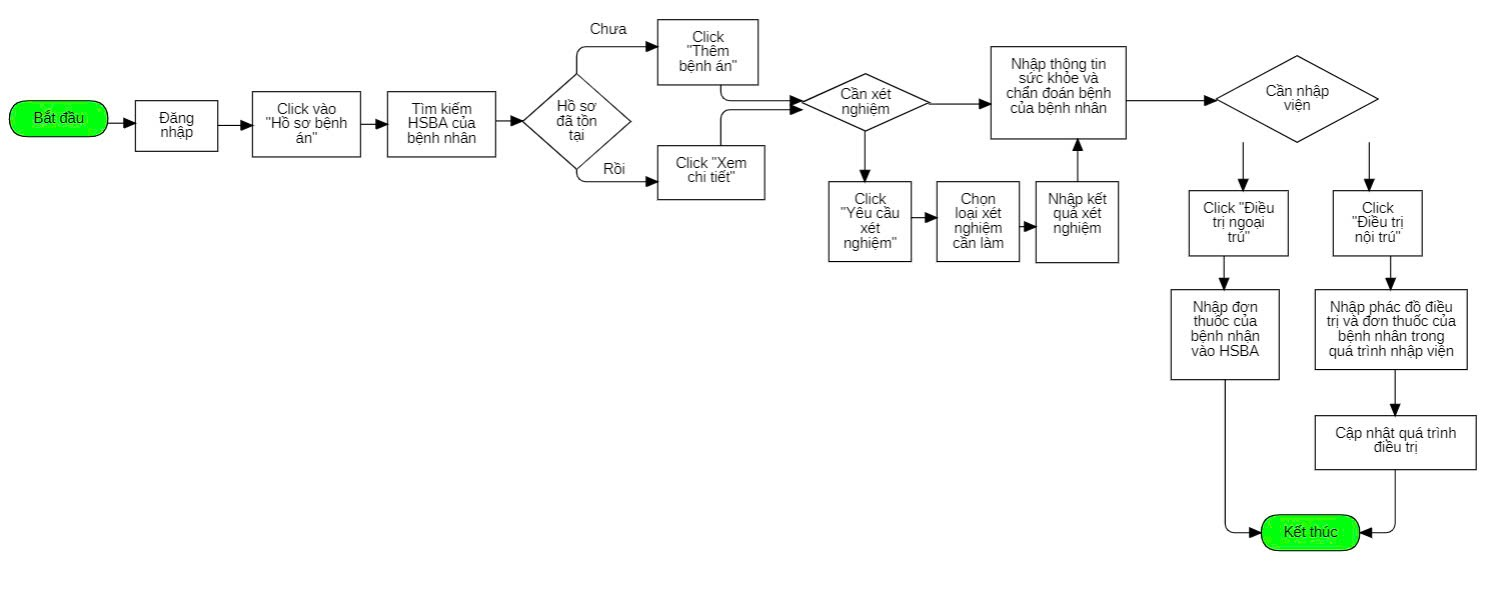 Bắt đầu
Đăng
nhập
Click vào
"Hồ sơ bệnh
án"
Tìm kiếm
HSBA của
bệnh nhân
Hồ sơ
đã tồn
tại
Chưa
Click
"Thêm
bệnh án"
Rồi
Click "Xem
chi tiết"
Cần xét
nghiệm
Click
"Yêu cầu
xét
nghiệm"
Chọn
loại xét
nghiệm
cần làm
Nhập kết
quả xét
nghiệm
Nhập thông tin
sức khỏe và
chẩn đoán bệnh
của bệnh nhân
Cần nhập
viện
Click "Điều
trị ngoại
trú"
Nhập đơn
thuốc của
bệnh nhân
vào HSBA
Click
"Điều trị
nội trú"
Nhập phác đồ điều
trị và đơn thuốc của
bệnh nhân trong
quá trình nhập viện
Cập nhật quá trình
điều trị
Kết thúc